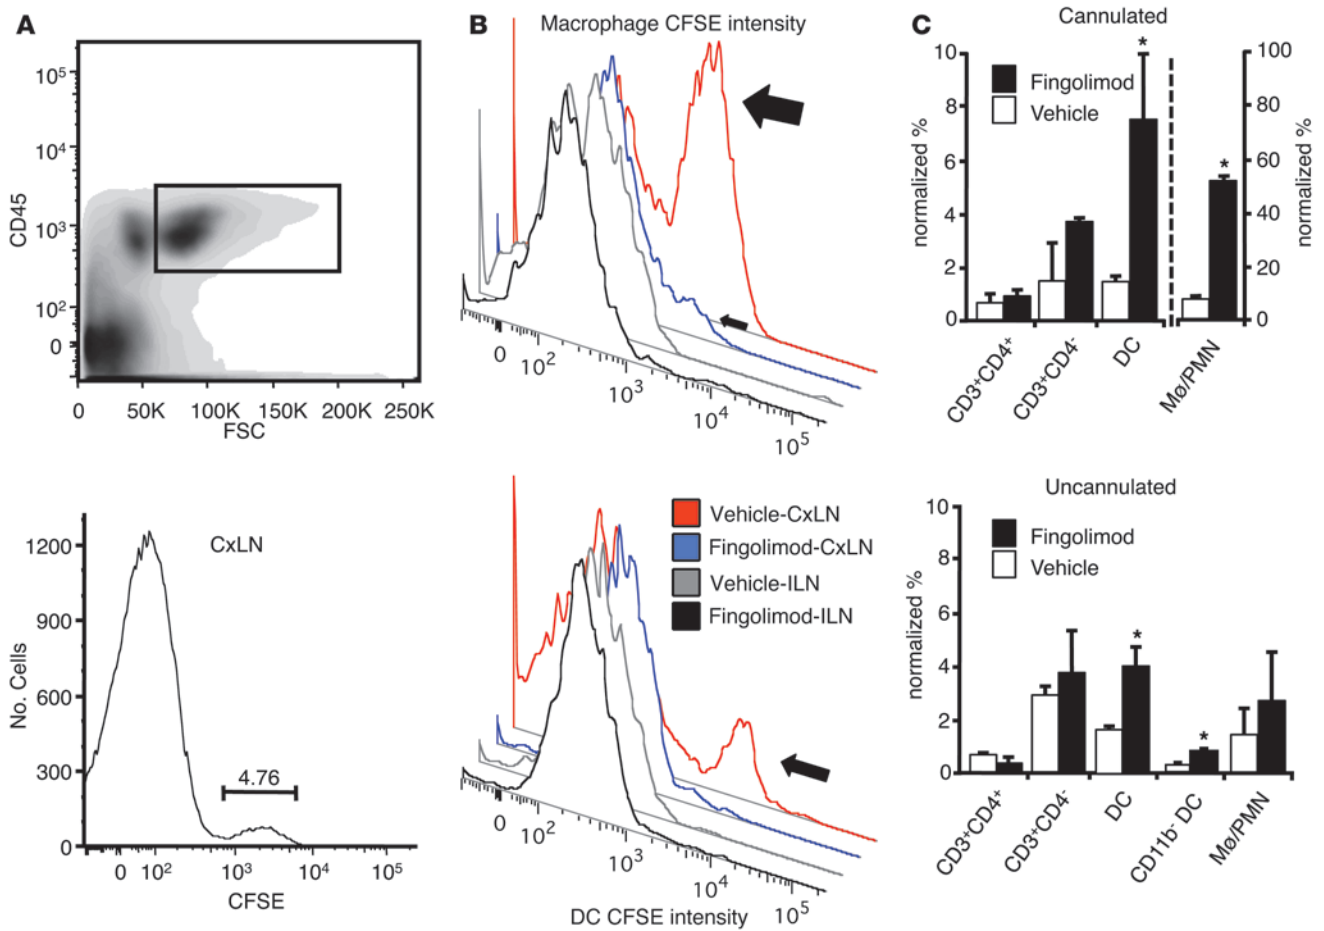 A
10⁵
10⁴
10³
10²
0
CD45
0 50K 100K 150K 200K 250K
FSC
CxLN
1200
900
600
300
0
No. Cells
4.76
0 10² 10³ 10⁴ 10⁵
CFSE
B
Macrophage CFSE intensity
0 10² 10³ 10⁴ 10⁵
Vehicle-CxLN
Fingolimod-CxLN
Vehicle-ILN
Fingolimod-ILN
0 10² 10³ 10⁴ 10⁵
DC CFSE intensity
C
Cannulated
Fingolimod
Vehicle
10
8
6
4
2
0
normalized %
100
80
60
40
20
0
normalized %
*
*
CD3⁺CD4⁺
CD3⁺CD4⁻
DC
Mø/PMN
Uncannulated
Fingolimod
Vehicle
10
8
6
4
2
0
normalized %
*
*
CD3⁺CD4⁺
CD3⁺CD4⁻
DC
CD11b⁻ DC
Mø/PMN